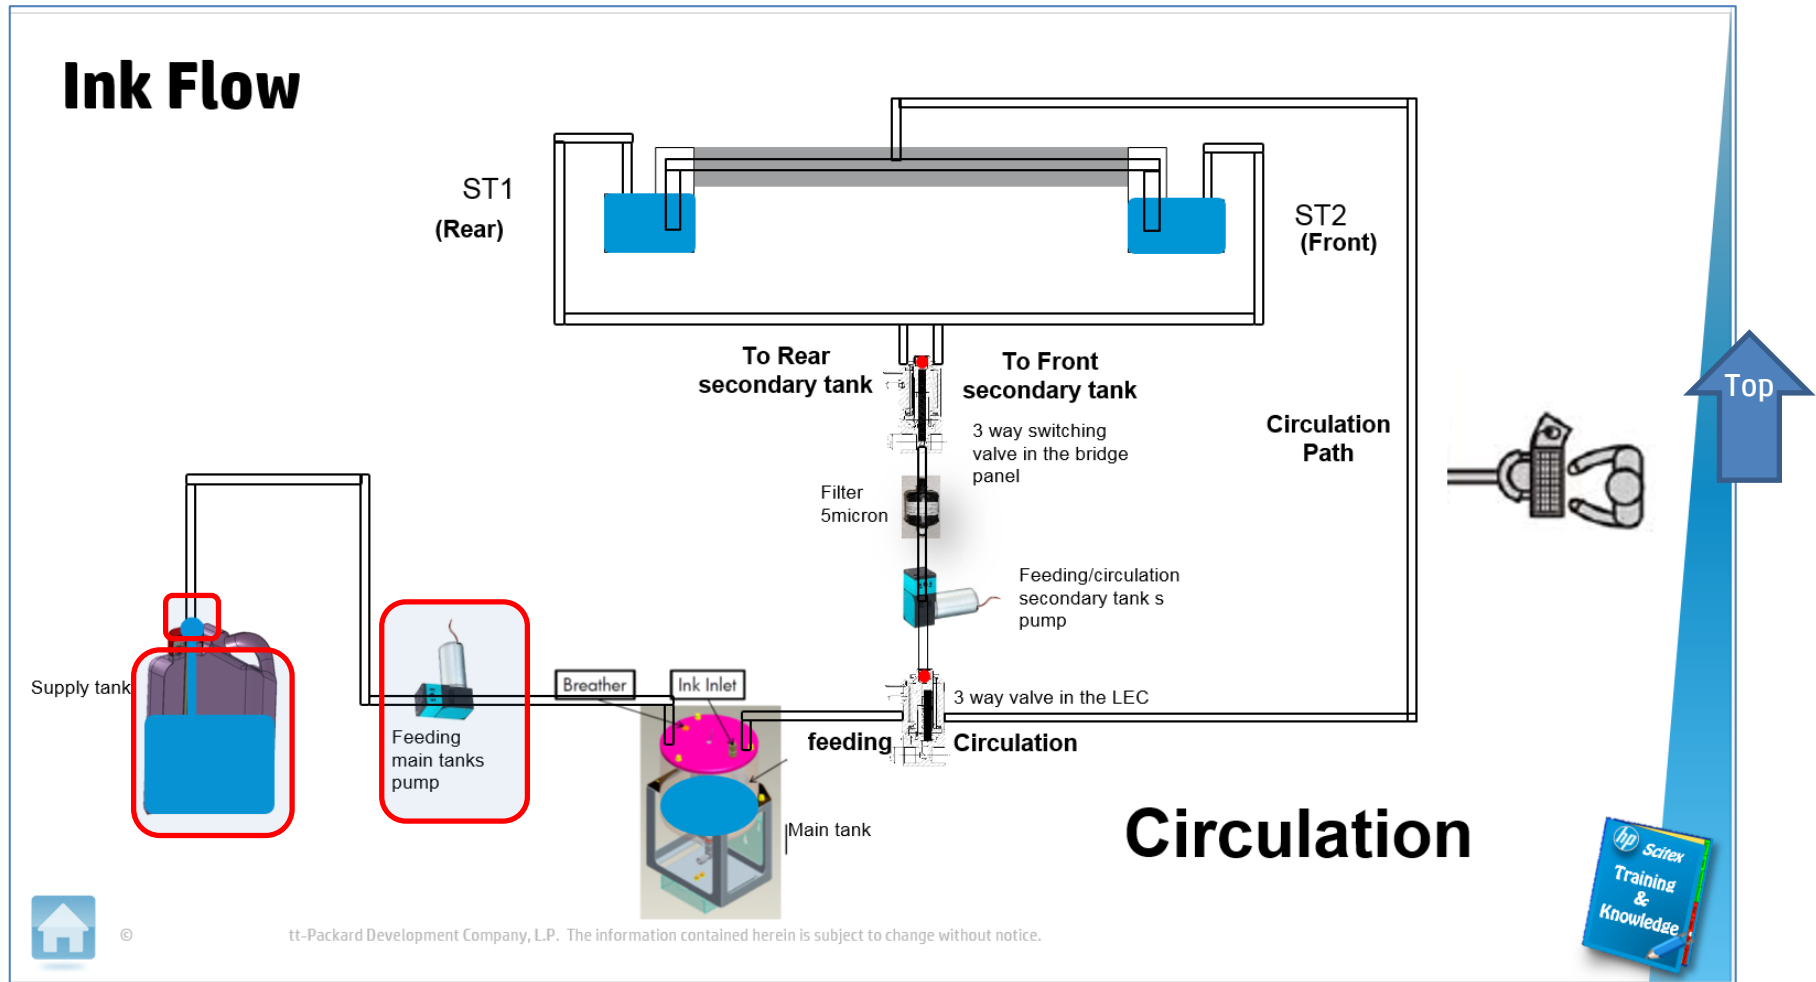 Ink Flow
ST1
(Rear)
ST2
(Front)
To Rear
secondary tank
To Front
secondary tank
3 way switching
valve in the bridge
panel
Circulation
Path
Top
Filter
5micron
Feeding/circulation
secondary tank s
pump
Supply tank
Breather
Ink Inlet
3 way valve in the LEC
Feeding
main tanks
pump
feeding
Circulation
Main tank
Circulation
hp
Scitex
Training
&
Knowledge
© tt-Packard Development Company, L.P. The information contained herein is subject to change without notice.